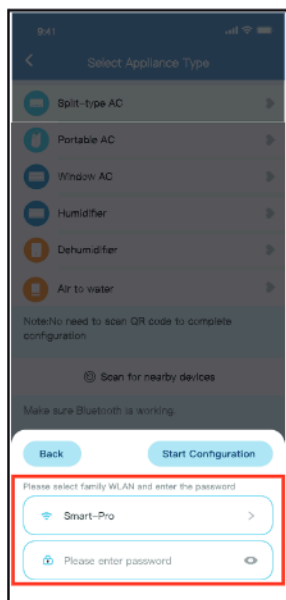 9:41
Select Appliance Type
Split-type AC
Portable AC
Window AC
Humidifier
Dehumidifier
Air to water
Note:No need to scan QR code to complete
configuration
Scan for nearby devices
Make sure Bluetooth is working.
Back
Start Configuration
Please select family WLAN and enter the password
Smart-Pro
Please enter password